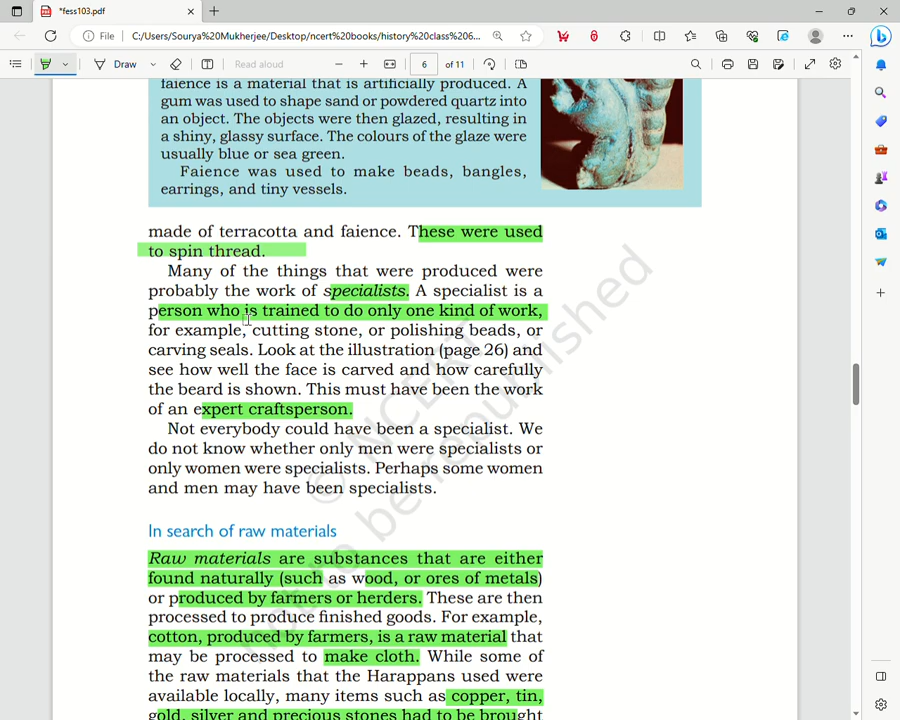 *fess103.pdf
File
C:/Users/Sourya%20Mukherjee/Desktop/ncert%20books/history%20class%206...
Draw
Read aloud
6
of 11
faience is a material that is artificially produced. A
gum was used to shape sand or powdered quartz into
an object. The objects were then glazed, resulting in
a shiny, glassy surface. The colours of the glaze were
usually blue or sea green.
Faience was used to make beads, bangles,
earrings, and tiny vessels.
made of terracotta and faience. These were used
to spin thread.
Many of the things that were produced were
probably the work of specialists. A specialist is a
person who is trained to do only one kind of work,
for example, cutting stone, or polishing beads, or
carving seals. Look at the illustration (page 26) and
see how well the face is carved and how carefully
the beard is shown. This must have been the work
of an expert craftsperson.
Not everybody could have been a specialist. We
do not know whether only men were specialists or
only women were specialists. Perhaps some women
and men may have been specialists.
In search of raw materials
Raw materials are substances that are either
found naturally (such as wood, or ores of metals)
or produced by farmers or herders. These are then
processed to produce finished goods. For example,
cotton, produced by farmers, is a raw material that
may be processed to make cloth. While some of
the raw materials that the Harappans used were
available locally, many items such as copper, tin,
gold, silver and precious stones had to be brought
© NCERT
not to be republished